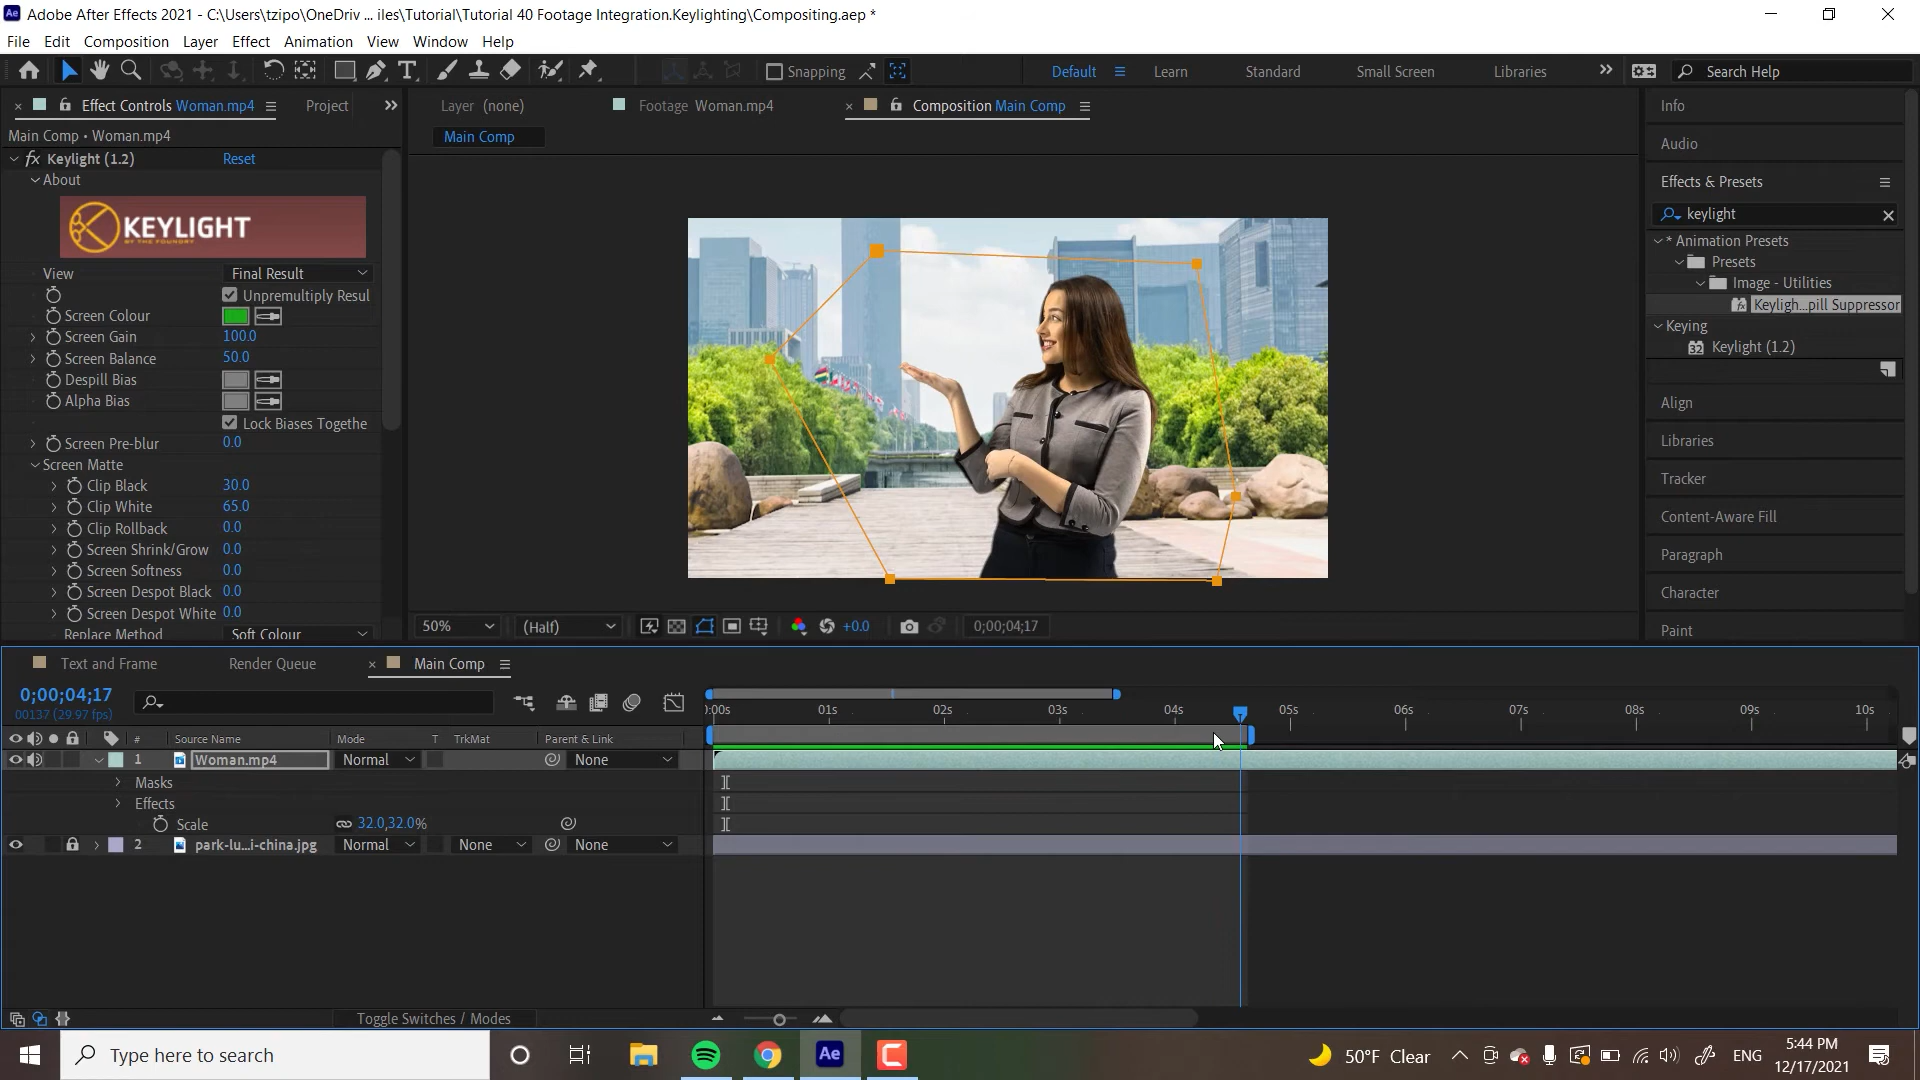 Ae Adobe After Effects 2021 - C:\Users\tzipo\OneDriv ... iles\Tutorial\Tutorial 40 Footage Integration.Keylighting\Compositing.aep *
File Edit Composition Layer Effect Animation View Window Help
Snapping Default Learn Standard Small Screen Libraries Search Help
Effect Controls Woman.mp4 Project
Main Comp • Woman.mp4
fx Keylight (1.2) Reset
About
KEYLIGHT
BY THE FOUNDRY
View Final Result
Unpremultiply Resul
Screen Colour
Screen Gain 100.0
Screen Balance 50.0
Despill Bias
Alpha Bias
Lock Biases Togethe
Screen Pre-blur 0.0
Screen Matte
Clip Black 30.0
Clip White 65.0
Clip Rollback 0.0
Screen Shrink/Grow 0.0
Screen Softness 0.0
Screen Despot Black 0.0
Screen Despot White 0.0
Replace Method Soft Colour
Layer (none) Footage Woman.mp4 Composition Main Comp
Main Comp
50% (Half) +0.0 0;00;04;17
Info
Audio
Effects & Presets
keylight
* Animation Presets
Presets
Image - Utilities
Keyligh...pill Suppressor
Keying
32 Keylight (1.2)
Align
Libraries
Tracker
Content-Aware Fill
Paragraph
Character
Paint
Text and Frame Render Queue Main Comp
0;00;04;17
00137 (29.97 fps)
):00s 01s 02s 03s 04s 05s 06s 07s 08s 09s 10s
# Source Name Mode T TrkMat Parent & Link
1 Woman.mp4 Normal None
Masks
Effects
Scale 32.0,32.0%
2 park-lu...i-china.jpg Normal None None
Toggle Switches / Modes
Type here to search Ae 50°F Clear ENG
5:44 PM
12/17/2021